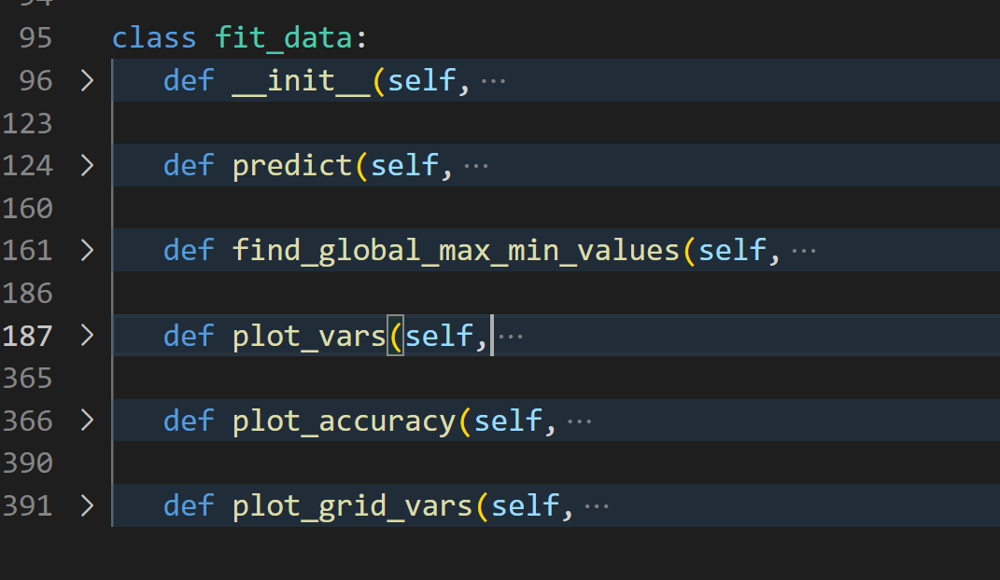 94
95 class fit_data:
96 > def __init__(self, ···
123
124 > def predict(self, ···
160
161 > def find_global_max_min_values(self, ···
186
187 > def plot_vars(self, ···
365
366 > def plot_accuracy(self, ···
390
391 > def plot_grid_vars(self, ···